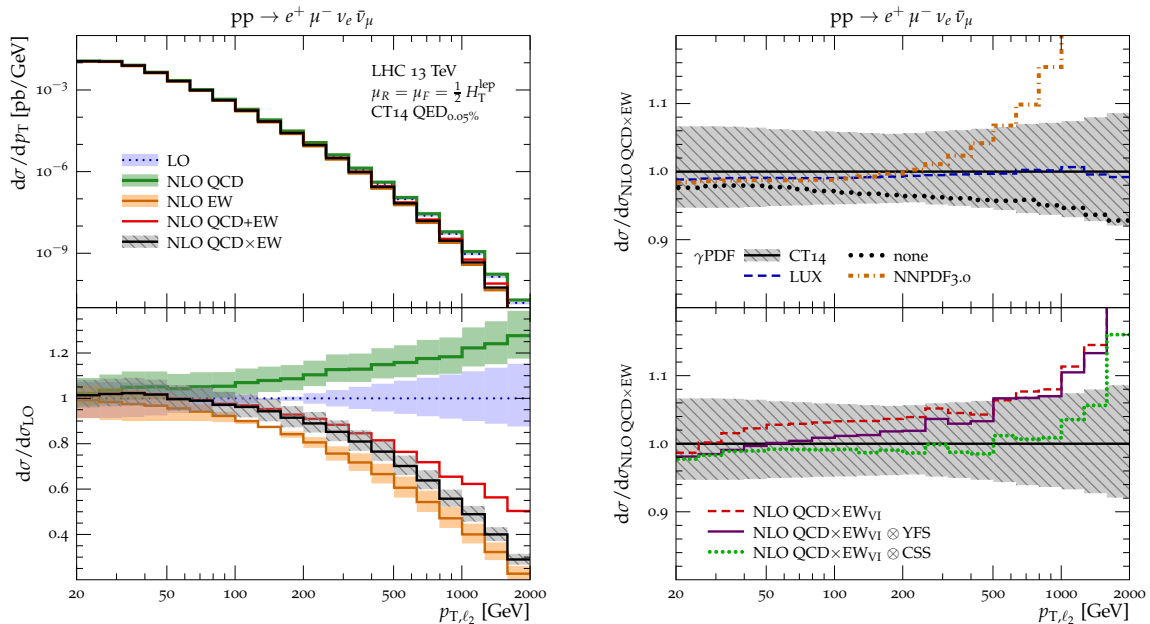 pp → e⁺ μ⁻ νₑ ν̄_μ
dσ/dp_T [pb/GeV]
10⁻³
10⁻⁶
10⁻⁹
LHC 13 TeV
μ_R = μ_F = ½ H_T^lep
CT14 QED_0.05%
LO
NLO QCD
NLO EW
NLO QCD+EW
NLO QCD×EW
dσ/dσ_LO
1.2
1
0.8
0.6
0.4
20 50 100 200 500 1000 2000
p_T,ℓ₂ [GeV]
pp → e⁺ μ⁻ νₑ ν̄_μ
dσ/dσ_NLO QCD×EW
1.1
1.0
0.9
γPDF CT14 none
LUX NNPDF3.0
dσ/dσ_NLO QCD×EW
1.1
1.0
0.9
NLO QCD×EW_VI
NLO QCD×EW_VI ⊗ YFS
NLO QCD×EW_VI ⊗ CSS
20 50 100 200 500 1000 2000
p_T,ℓ₂ [GeV]